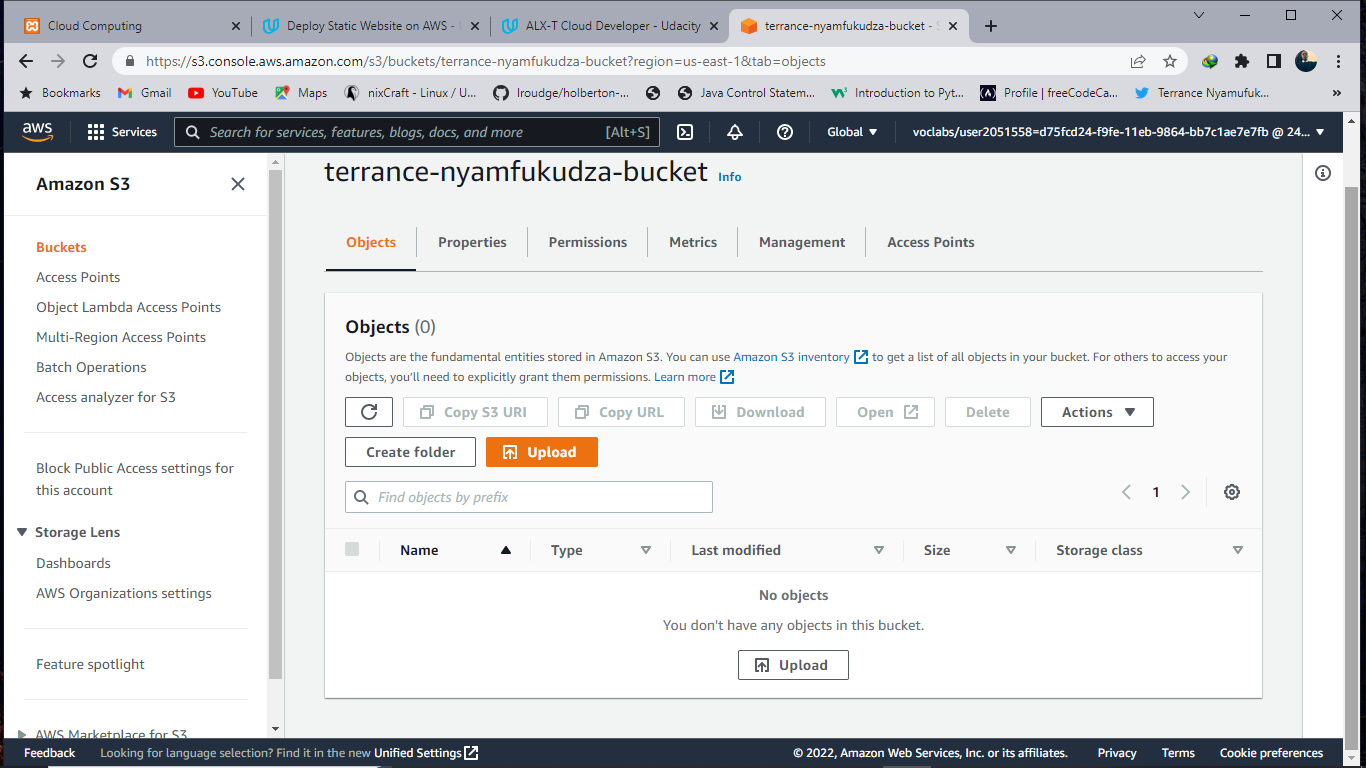 Cloud Computing
Deploy Static Website on AWS -
ALX-T Cloud Developer - Udacity
terrance-nyamfukudza-bucket -
https://s3.console.aws.amazon.com/s3/buckets/terrance-nyamfukudza-bucket?region=us-east-1&tab=objects
Bookmarks Gmail YouTube Maps nixCraft - Linux / U... lroudge/holberton-... Java Control Statem... Introduction to Pyt... Profile | freeCodeCa... Terrance Nyamufuk... »
aws Services Search for services, features, blogs, docs, and more [Alt+S] Global voclabs/user2051558=d75fcd24-f9fe-11eb-9864-bb7c1ae7e7fb @ 24...
Amazon S3
Buckets
Access Points
Object Lambda Access Points
Multi-Region Access Points
Batch Operations
Access analyzer for S3
Block Public Access settings for
this account
Storage Lens
Dashboards
AWS Organizations settings
Feature spotlight
AWS Marketplace for S3
terrance-nyamfukudza-bucket Info
Objects Properties Permissions Metrics Management Access Points
Objects (0)
Objects are the fundamental entities stored in Amazon S3. You can use Amazon S3 inventory to get a list of all objects in your bucket. For others to access your
objects, you'll need to explicitly grant them permissions. Learn more
Copy S3 URI Copy URL Download Open Delete Actions
Create folder Upload
Find objects by prefix 1
Name Type Last modified Size Storage class
No objects
You don't have any objects in this bucket.
Upload
Feedback Looking for language selection? Find it in the new Unified Settings © 2022, Amazon Web Services, Inc. or its affiliates. Privacy Terms Cookie preferences